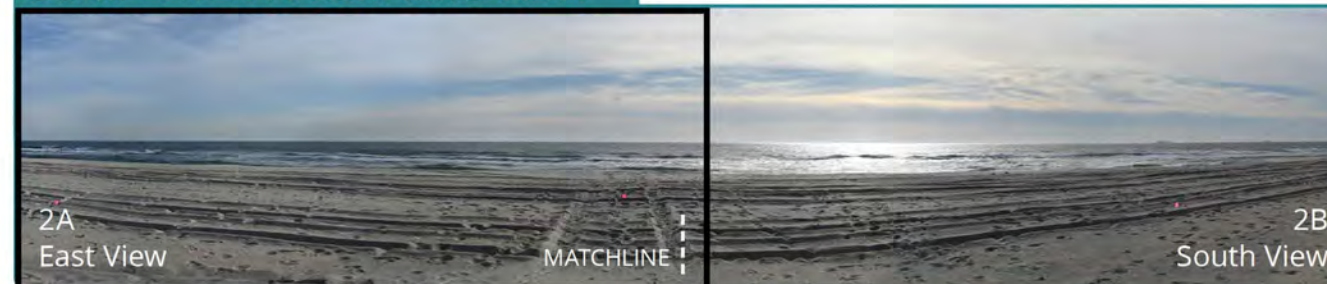 2A
East View
MATCHLINE
2B
South View